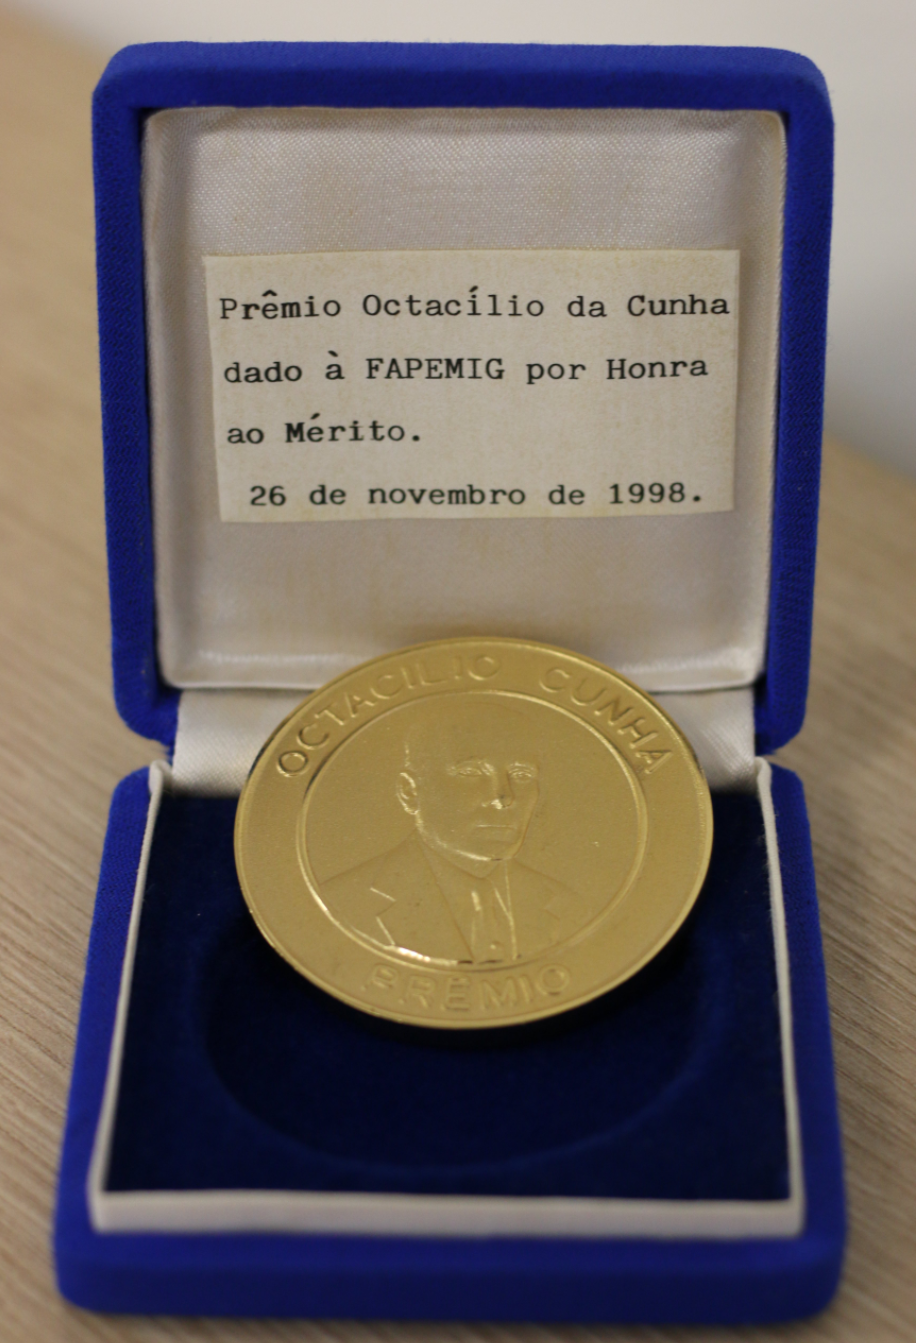 Prêmio Octacílio da Cunha
dado à FAPEMIG por Honra
ao Mérito.
26 de novembro de 1998.
OCTACILIO CUNHA
PRÊMIO